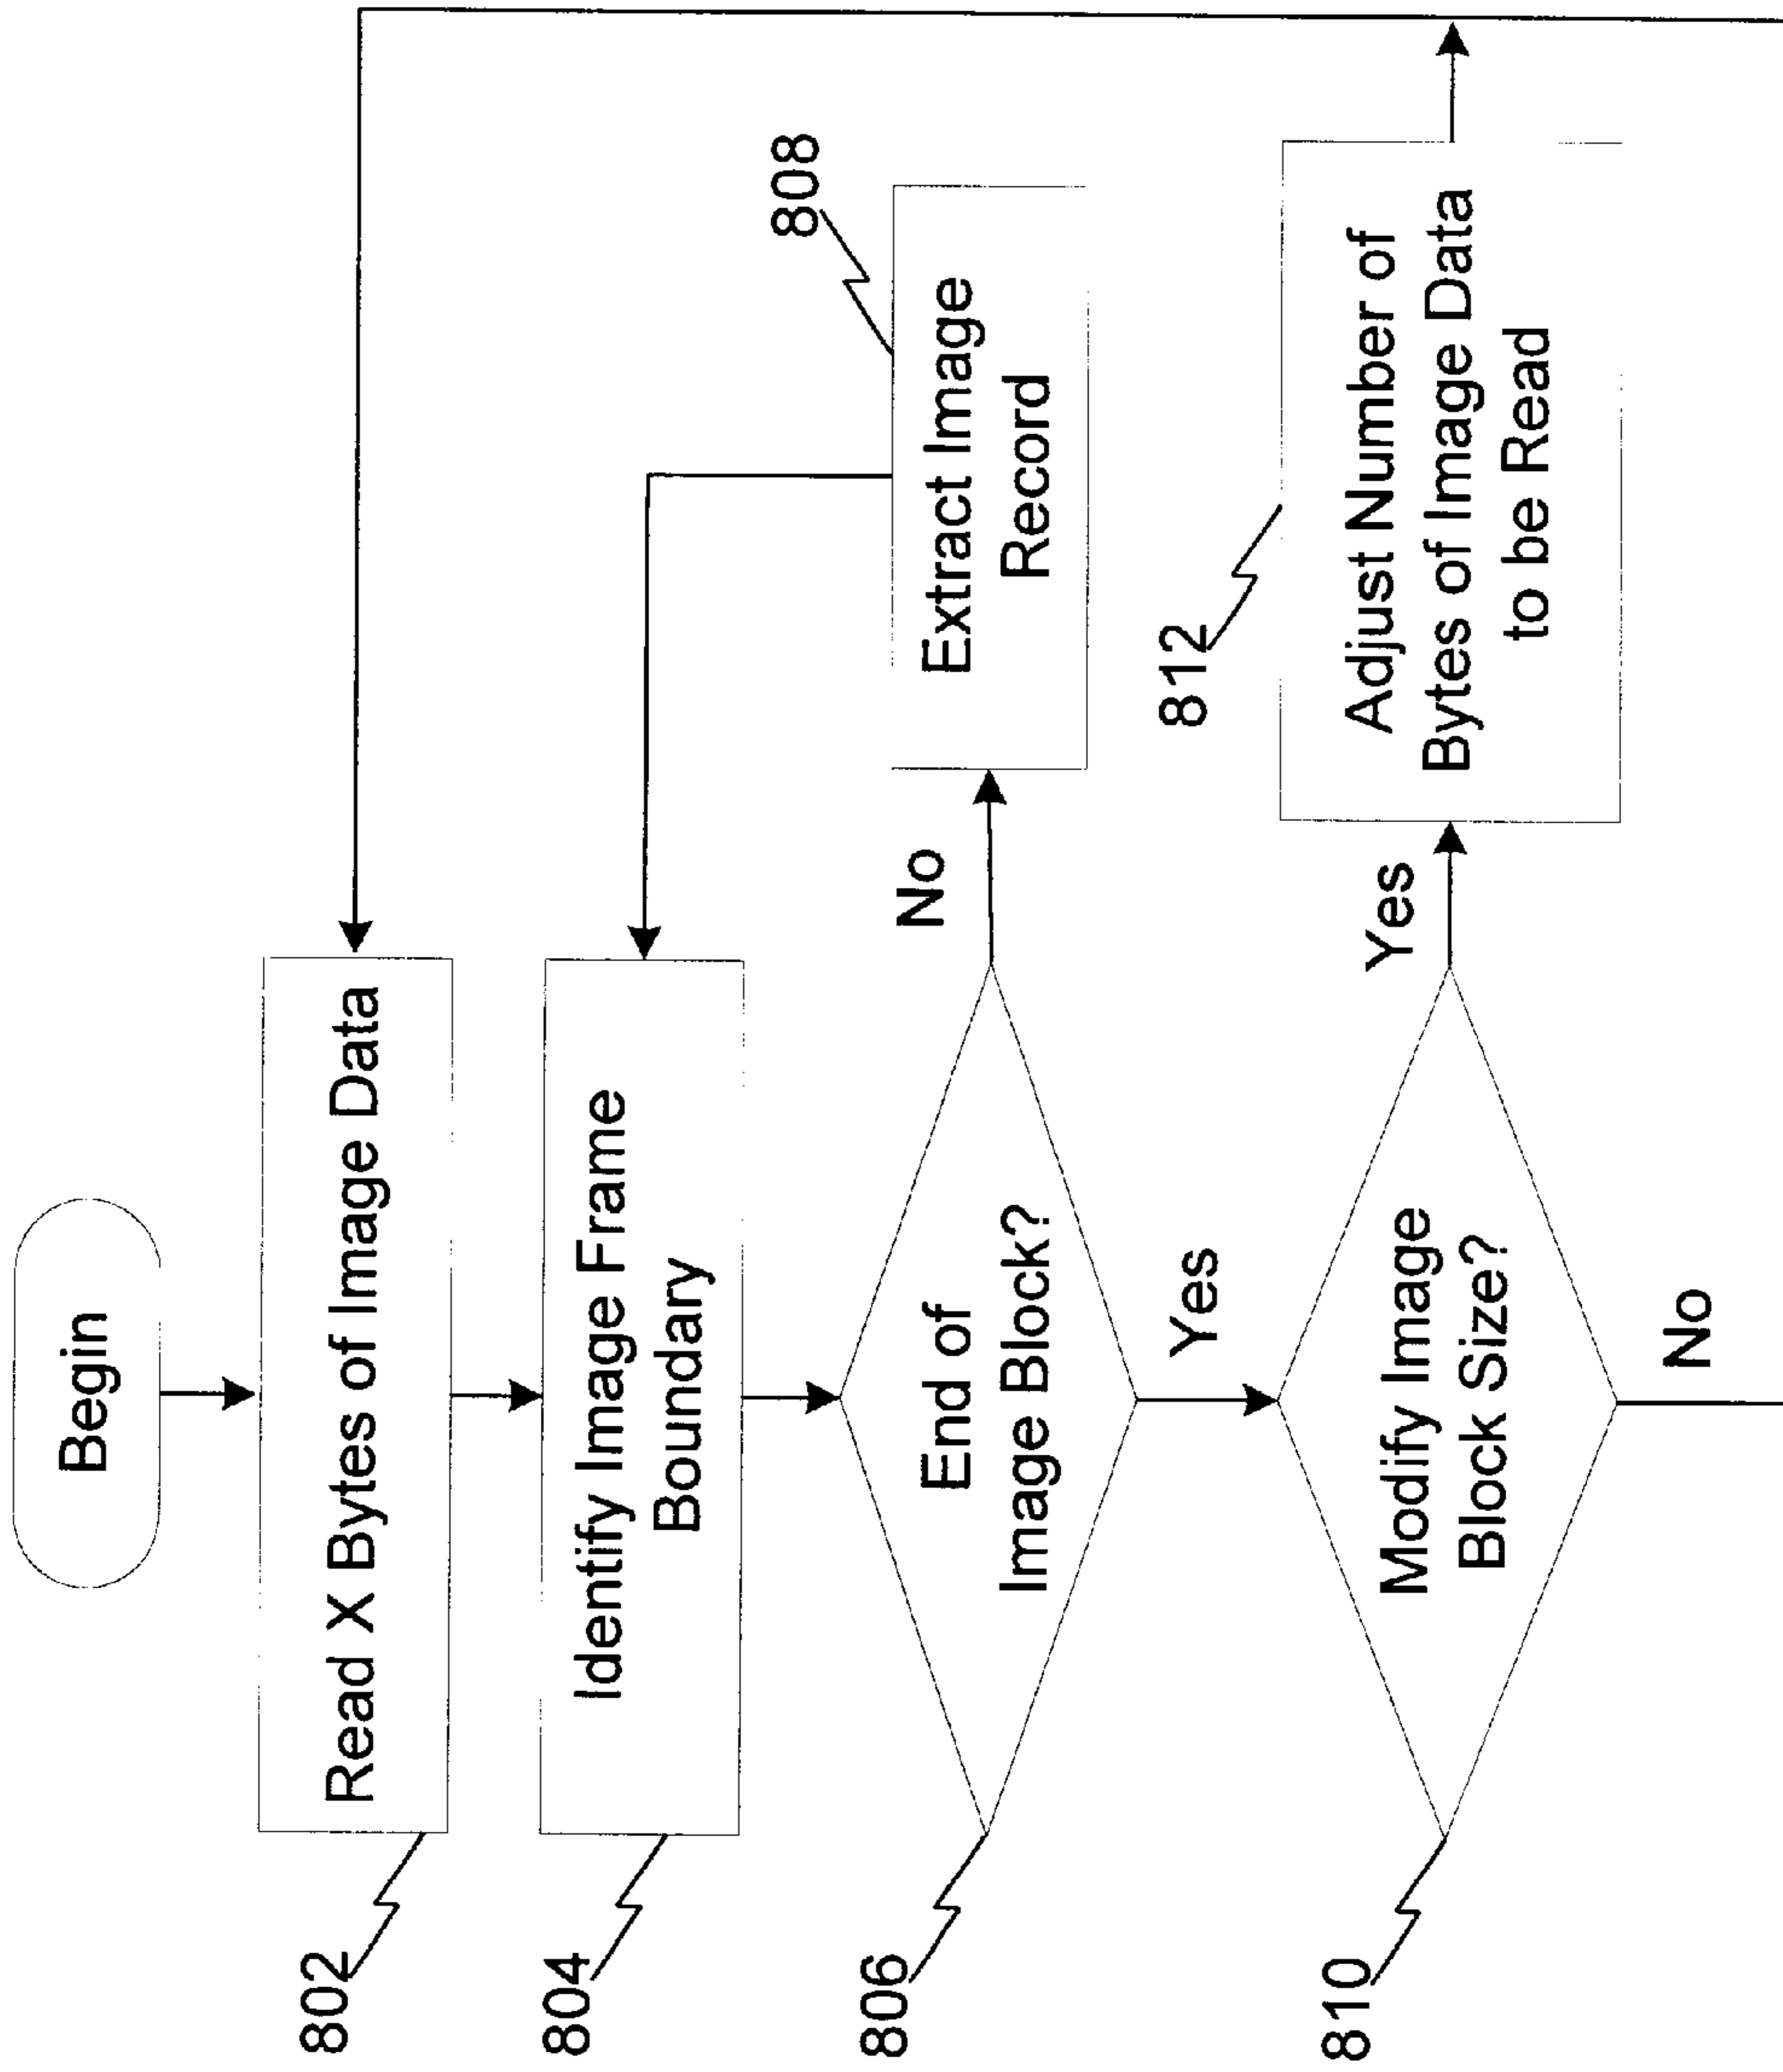 Begin
802
Read X Bytes of Image Data
804
Identify Image Frame
Boundary
806
End of
Image Block?
No
808
Extract Image
Record
Yes
810
Modify Image
Block Size?
Yes
812
Adjust Number of
Bytes of Image Data
to be Read
No